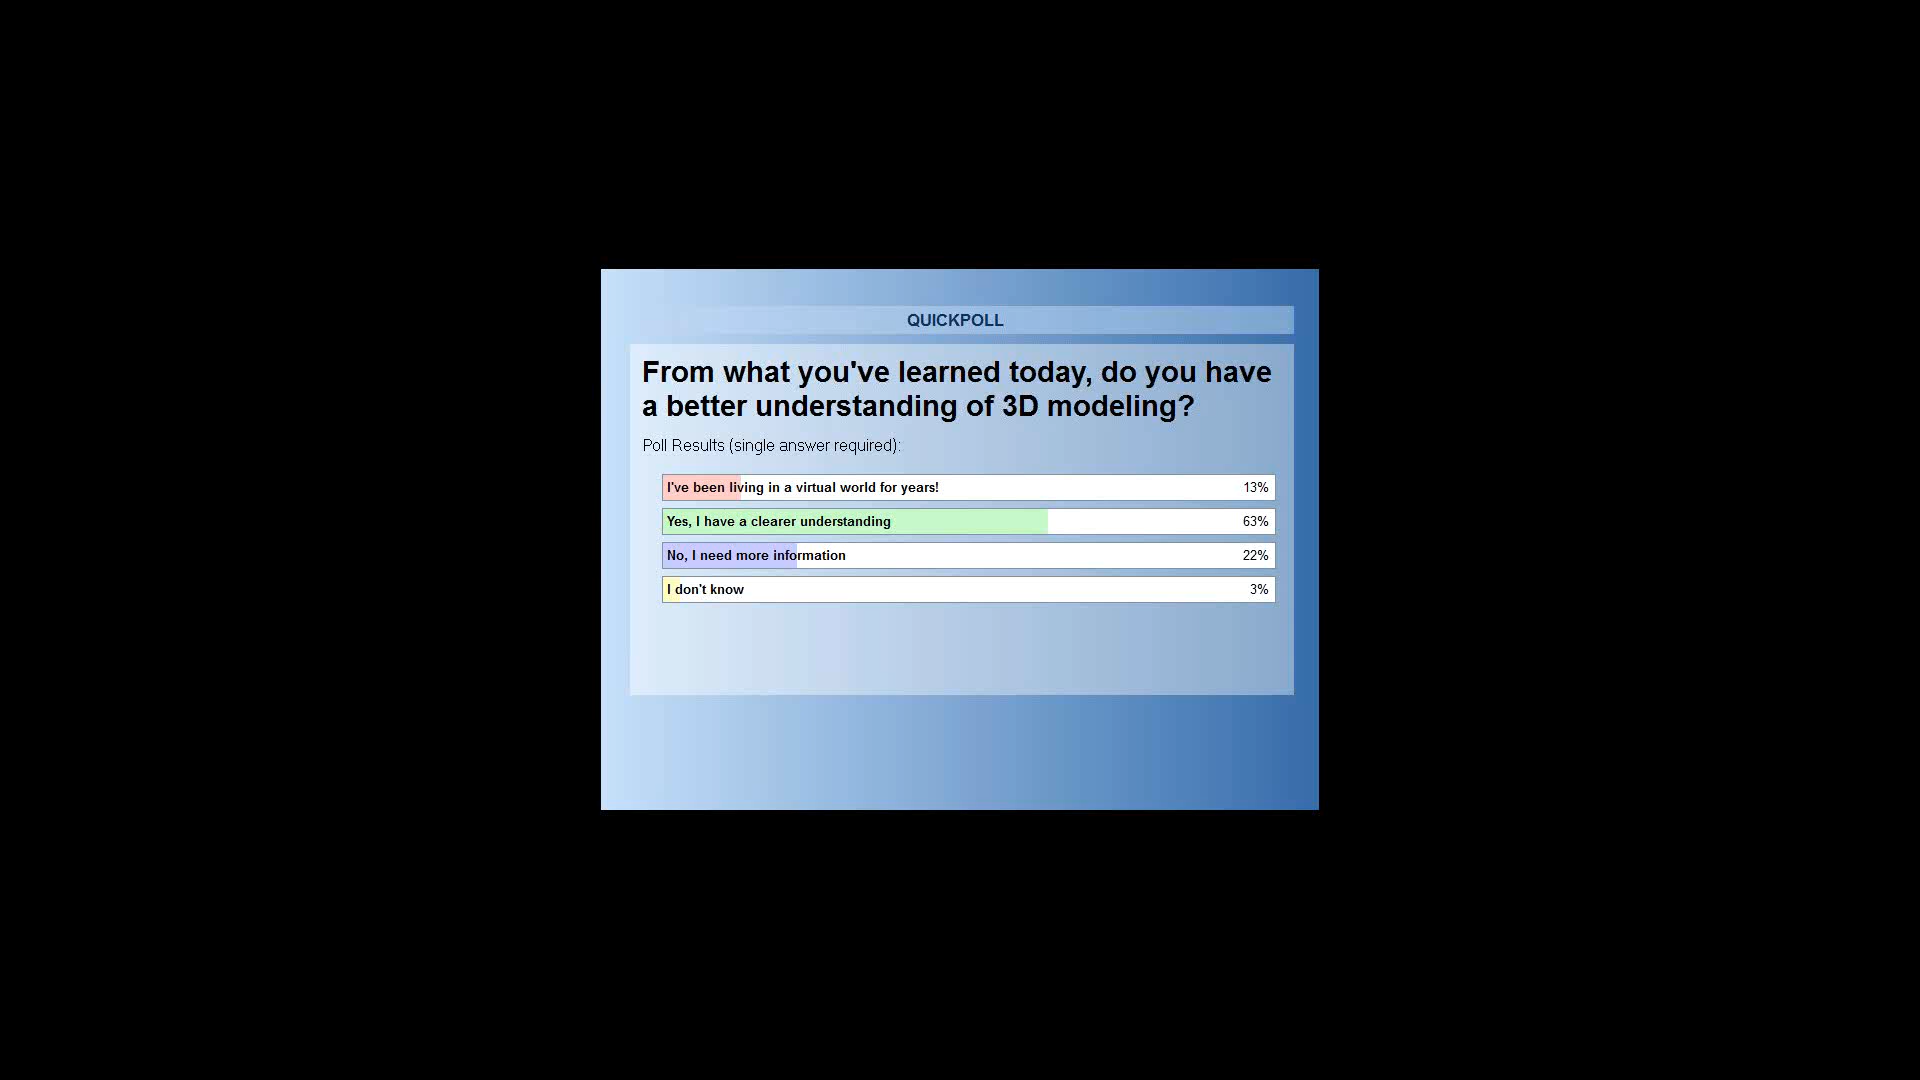 QUICKPOLL
From what you've learned today, do you have
a better understanding of 3D modeling?
Poll Results (single answer required):
I've been living in a virtual world for years! 13%
Yes, I have a clearer understanding 63%
No, I need more information 22%
I don't know 3%